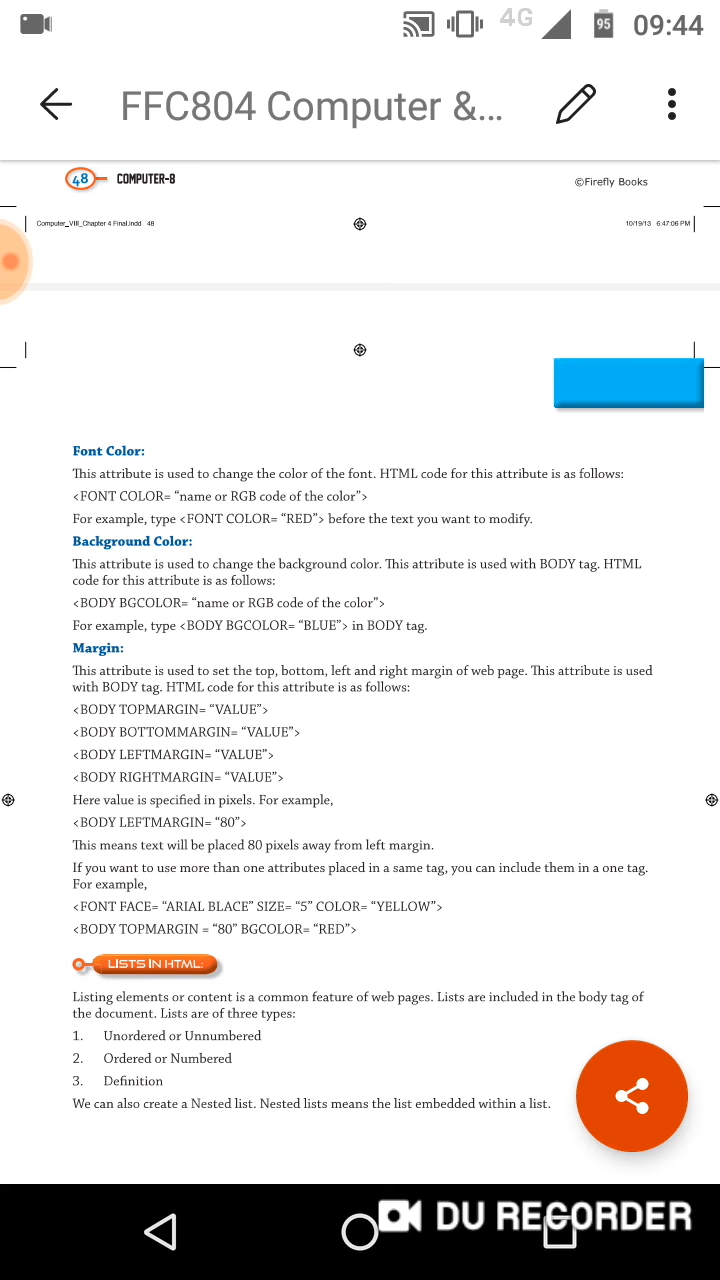 4G 95 09:44
FFC804 Computer &...
48 COMPUTER-8 ©Firefly Books
Computer_VIII_Chapter 4 Final.indd 48 10/19/13 6:47:06 PM
Font Color:
This attribute is used to change the color of the font. HTML code for this attribute is as follows:
<FONT COLOR= “name or RGB code of the color”>
For example, type <FONT COLOR= “RED”> before the text you want to modify.
Background Color:
This attribute is used to change the background color. This attribute is used with BODY tag. HTML
code for this attribute is as follows:
<BODY BGCOLOR= “name or RGB code of the color”>
For example, type <BODY BGCOLOR= “BLUE”> in BODY tag.
Margin:
This attribute is used to set the top, bottom, left and right margin of web page. This attribute is used
with BODY tag. HTML code for this attribute is as follows:
<BODY TOPMARGIN= “VALUE”>
<BODY BOTTOMMARGIN= “VALUE”>
<BODY LEFTMARGIN= “VALUE”>
<BODY RIGHTMARGIN= “VALUE”>
Here value is specified in pixels. For example,
<BODY LEFTMARGIN= “80”>
This means text will be placed 80 pixels away from left margin.
If you want to use more than one attributes placed in a same tag, you can include them in a one tag.
For example,
<FONT FACE= “ARIAL BLACE” SIZE= “5” COLOR= “YELLOW”>
<BODY TOPMARGIN = “80” BGCOLOR= “RED”>
LISTS IN HTML:
Listing elements or content is a common feature of web pages. Lists are included in the body tag of
the document. Lists are of three types:
1. Unordered or Unnumbered
2. Ordered or Numbered
3. Definition
We can also create a Nested list. Nested lists means the list embedded within a list.
DU RECORDER